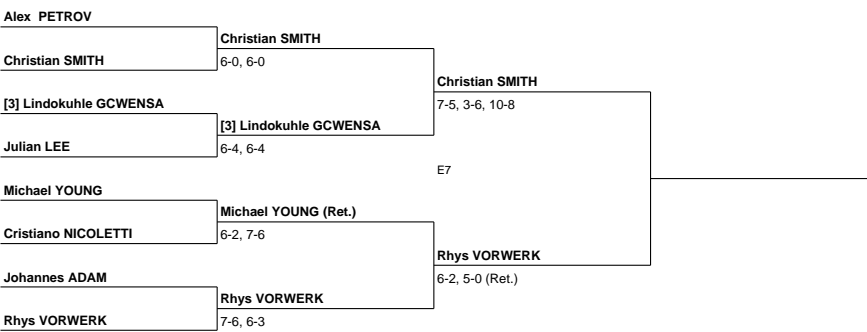 Alex PETROV
Christian SMITH
Christian SMITH
6-0, 6-0
Christian SMITH
7-5, 3-6, 10-8
[3] Lindokuhle GCWENSA
[3] Lindokuhle GCWENSA
Julian LEE
6-4, 6-4
E7
Michael YOUNG
Michael YOUNG (Ret.)
Cristiano NICOLETTI
6-2, 7-6
Rhys VORWERK
6-2, 5-0 (Ret.)
Johannes ADAM
Rhys VORWERK
Rhys VORWERK
7-6, 6-3